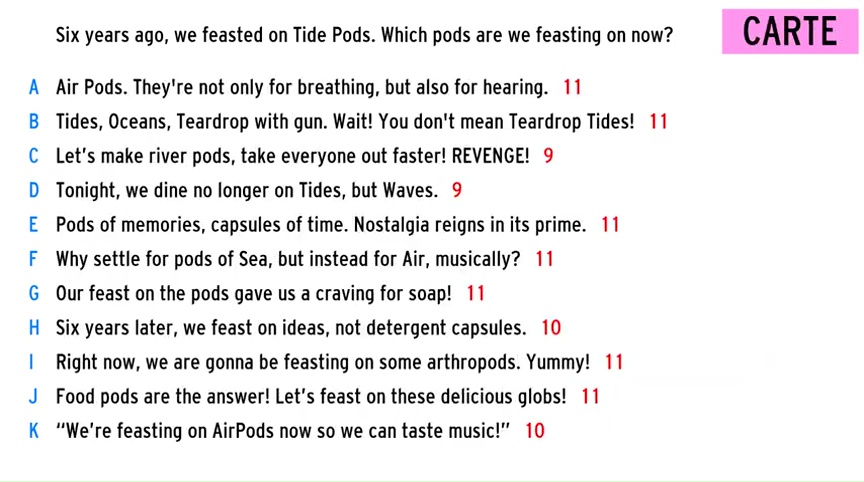 Six years ago, we feasted on Tide Pods. Which pods are we feasting on now?
CARTE
A Air Pods. They're not only for breathing, but also for hearing. 11
B Tides, Oceans, Teardrop with gun. Wait! You don't mean Teardrop Tides! 11
C Let's make river pods, take everyone out faster! REVENGE! 9
D Tonight, we dine no longer on Tides, but Waves. 9
E Pods of memories, capsules of time. Nostalgia reigns in its prime. 11
F Why settle for pods of Sea, but instead for Air, musically? 11
G Our feast on the pods gave us a craving for soap! 11
H Six years later, we feast on ideas, not detergent capsules. 10
I Right now, we are gonna be feasting on some arthropods. Yummy! 11
J Food pods are the answer! Let's feast on these delicious globs! 11
K “We're feasting on AirPods now so we can taste music!” 10